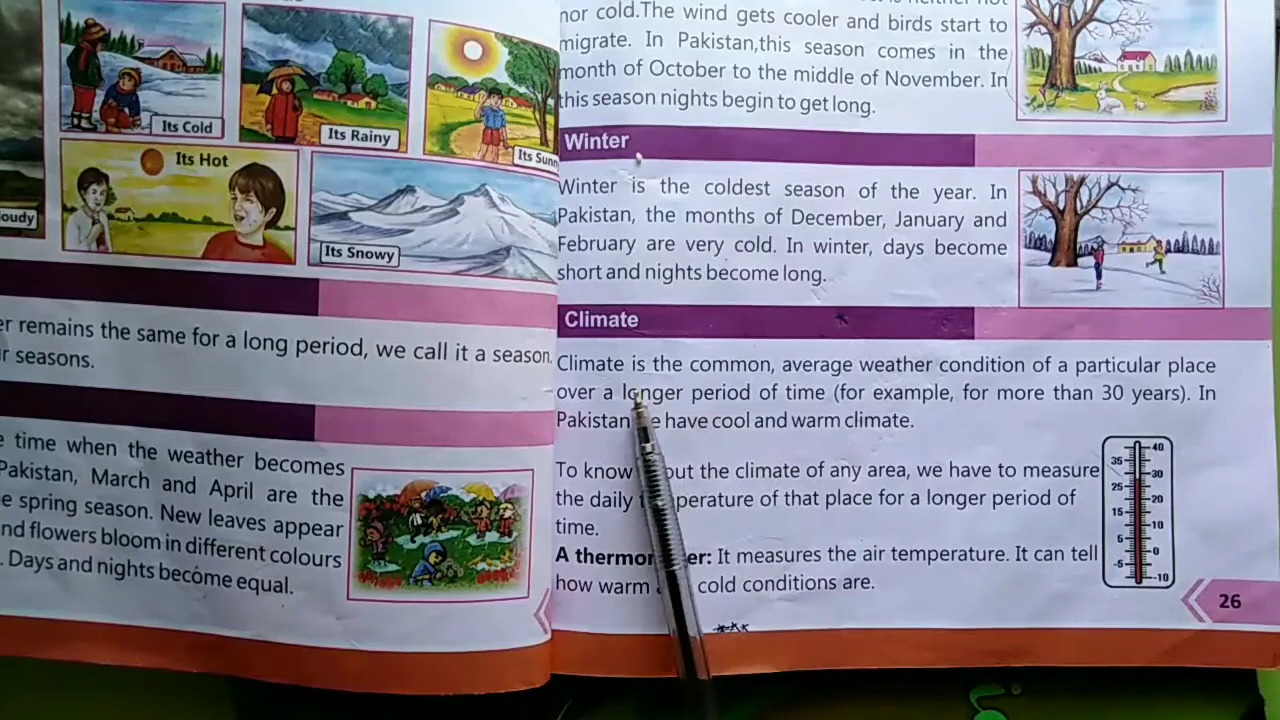 Its Cold
Its Rainy
Its Sunn
oudy
Its Hot
Its Snowy
er remains the same for a long period, we call it a season.
r seasons.
e time when the weather becomes
Pakistan, March and April are the
e spring season. New leaves appear
nd flowers bloom in different colours
. Days and nights become equal.
nor cold.The wind gets cooler and birds start to
migrate. In Pakistan,this season comes in the
month of October to the middle of November. In
this season nights begin to get long.
Winter
Winter is the coldest season of the year. In
Pakistan, the months of December, January and
February are very cold. In winter, days become
short and nights become long.
Climate
Climate is the common, average weather condition of a particular place
over a longer period of time (for example, for more than 30 years). In
Pakistan e have cool and warm climate.
To know out the climate of any area, we have to measure
the daily t perature of that place for a longer period of
time.
A thermo er: It measures the air temperature. It can tell
how warm cold conditions are.
40
35
30
25
20
15
10
5
0
-5
-10
26